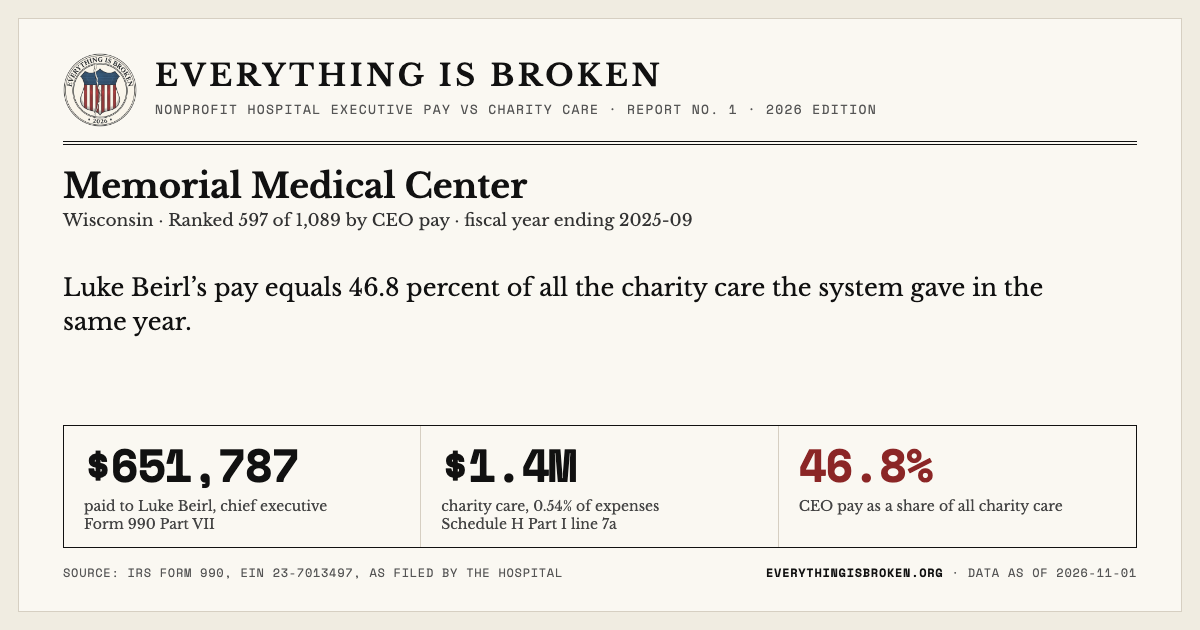 EVERYTHING IS BROKEN
2026
EVERYTHING IS BROKEN
NONPROFIT HOSPITAL EXECUTIVE PAY VS CHARITY CARE · REPORT NO. 1 · 2026 EDITION
Memorial Medical Center
Wisconsin · Ranked 597 of 1,089 by CEO pay · fiscal year ending 2025-09
Luke Beirl’s pay equals 46.8 percent of all the charity care the system gave in the
same year.
$651,787
paid to Luke Beirl, chief executive
Form 990 Part VII
$1.4M
charity care, 0.54% of expenses
Schedule H Part I line 7a
46.8%
CEO pay as a share of all charity care
SOURCE: IRS FORM 990, EIN 23-7013497, AS FILED BY THE HOSPITAL
EVERYTHINGISBROKEN.ORG · DATA AS OF 2026-11-01